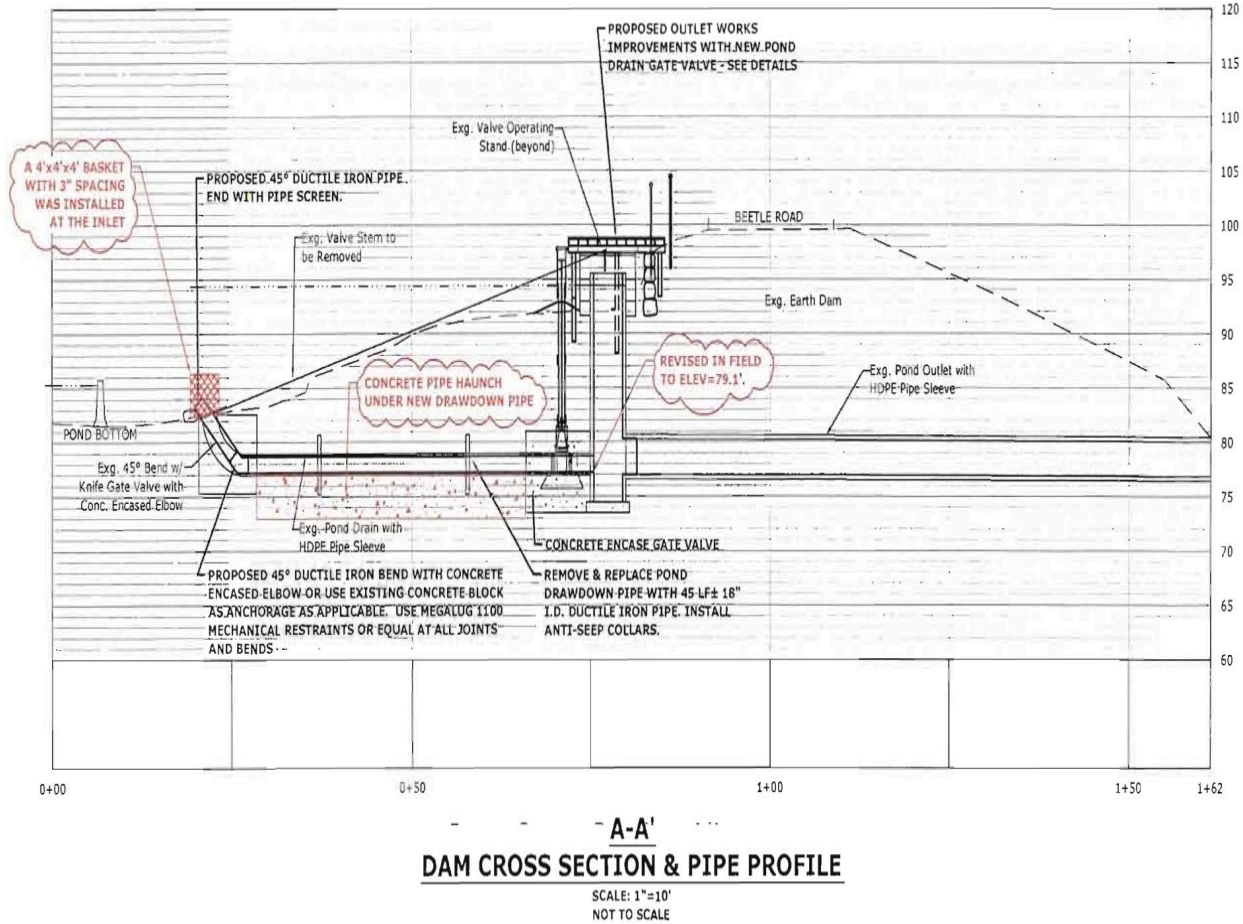 PROPOSED OUTLET WORKS
IMPROVEMENTS WITH NEW POND
DRAIN GATE VALVE - SEE DETAILS
Exg. Valve Operating
Stand (beyond)
A 4'x4'x4' BASKET
WITH 3" SPACING
WAS INSTALLED
AT THE INLET
PROPOSED 45° DUCTILE IRON PIPE
END WITH PIPE SCREEN.
Exg. Valve Stem to
be Removed
BEETLE ROAD
Exg. Earth Dam
CONCRETE PIPE HAUNCH
UNDER NEW DRAWDOWN PIPE
REVISED IN FIELD
TO ELEV=79.1'.
Exg. Pond Outlet with
HDPE Pipe Sleeve
POND BOTTOM
Exg. 45° Bend w/
Knife Gate Valve with
Conc. Encased Elbow
Exg. Pond Drain with
HDPE Pipe Sleeve
CONCRETE ENCASE GATE VALVE
PROPOSED 45° DUCTILE IRON BEND WITH CONCRETE
ENCASED ELBOW OR USE EXISTING CONCRETE BLOCK
AS ANCHORAGE AS APPLICABLE. USE MEGALUG 1100
MECHANICAL RESTRAINTS OR EQUAL AT ALL JOINTS
AND BENDS
REMOVE & REPLACE POND
DRAWDOWN PIPE WITH 45 LF± 18"
I.D. DUCTILE IRON PIPE. INSTALL
ANTI-SEEP COLLARS.
120
115
110
105
100
95
90
85
80
75
70
65
60
0+00
0+50
1+00
1+50
1+62
A-A'
DAM CROSS SECTION & PIPE PROFILE
SCALE: 1"=10'
NOT TO SCALE